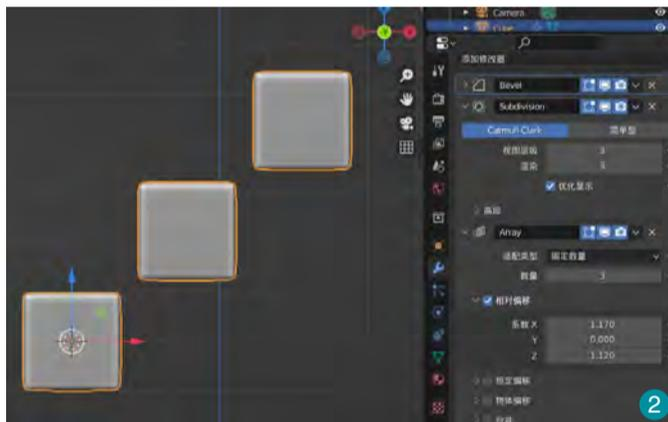 Camera
Cube
添加修改器
Bevel
Subdivision
Catmull-Clark 简单型
视图层级 3
渲染 3
优化显示
高级
Array
适配类型 固定数量
数量 3
相对偏移
系数 X 1.170
Y 0.000
Z 1.120
恒定偏移
物体偏移
2